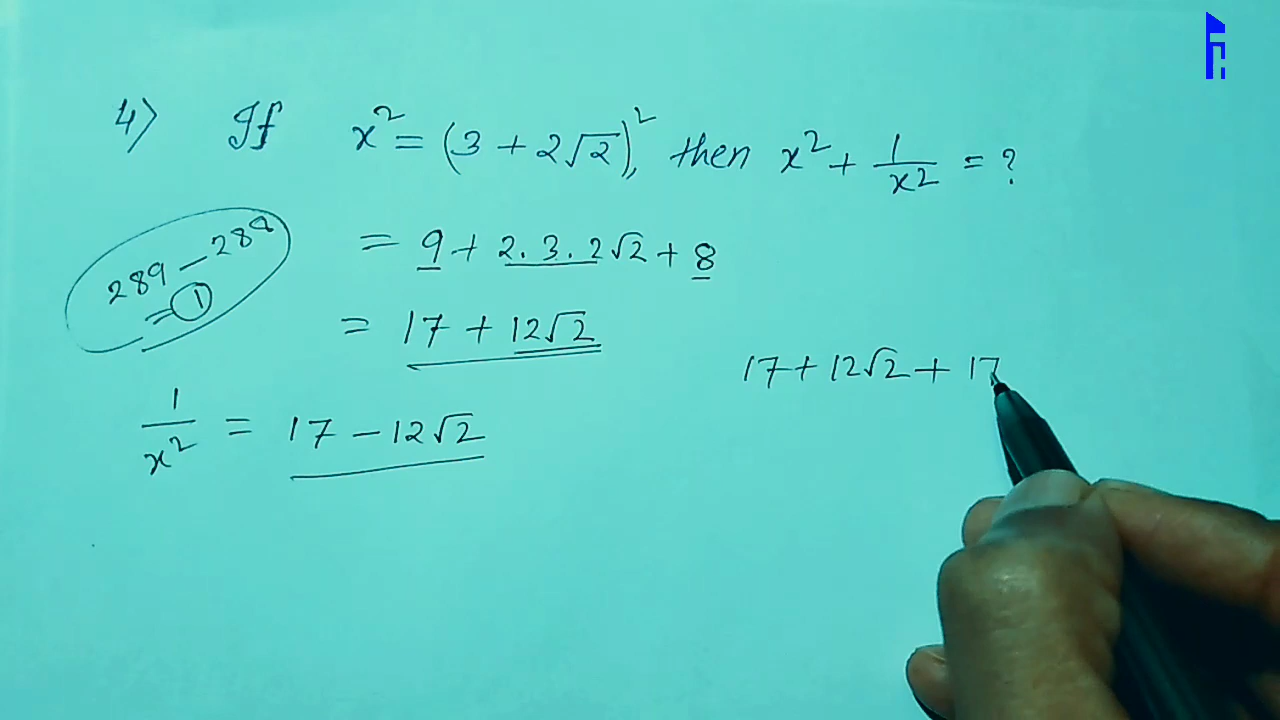 4) If x² = (3 + 2√2)², then x² + 1/x² = ?
= 9 + 2.3.2√2 + 8
289 - 288
= 1
= 17 + 12√2
17 + 12√2 + 17
1/x² = 17 - 12√2